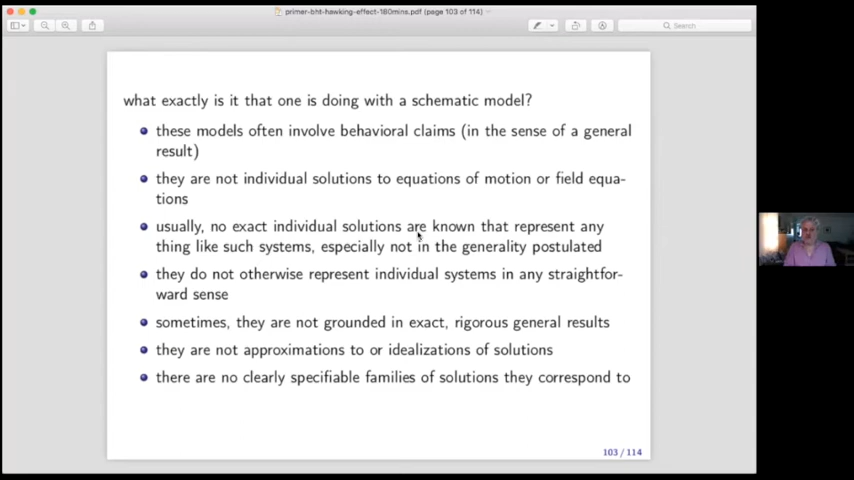 primer-bht-hawking-effect-180mins.pdf (page 103 of 114)
Search
what exactly is it that one is doing with a schematic model?
these models often involve behavioral claims (in the sense of a general
result)
they are not individual solutions to equations of motion or field equa-
tions
usually, no exact individual solutions are known that represent any
thing like such systems, especially not in the generality postulated
they do not otherwise represent individual systems in any straightfor-
ward sense
sometimes, they are not grounded in exact, rigorous general results
they are not approximations to or idealizations of solutions
there are no clearly specifiable families of solutions they correspond to
103 / 114